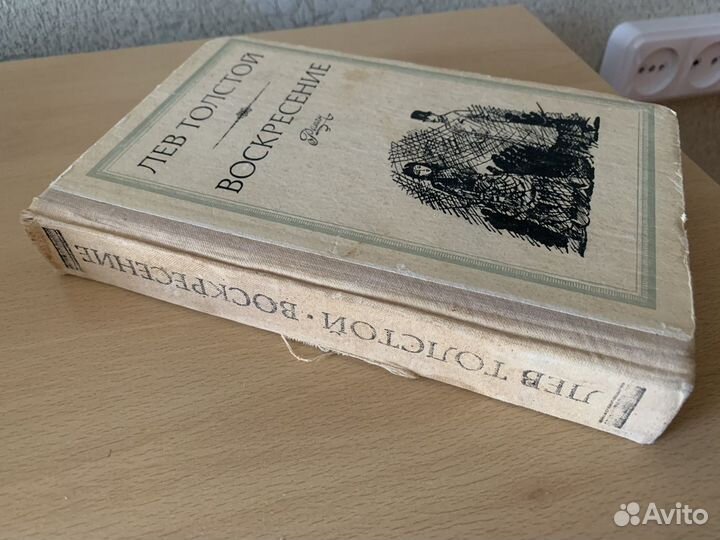 ЛЕВ ТОЛСТОЙ
ВОСКРЕСЕНИЕ
Роман
ЛЕВ ТОЛСТОЙ · ВОСКРЕСЕНИЕ
Avito